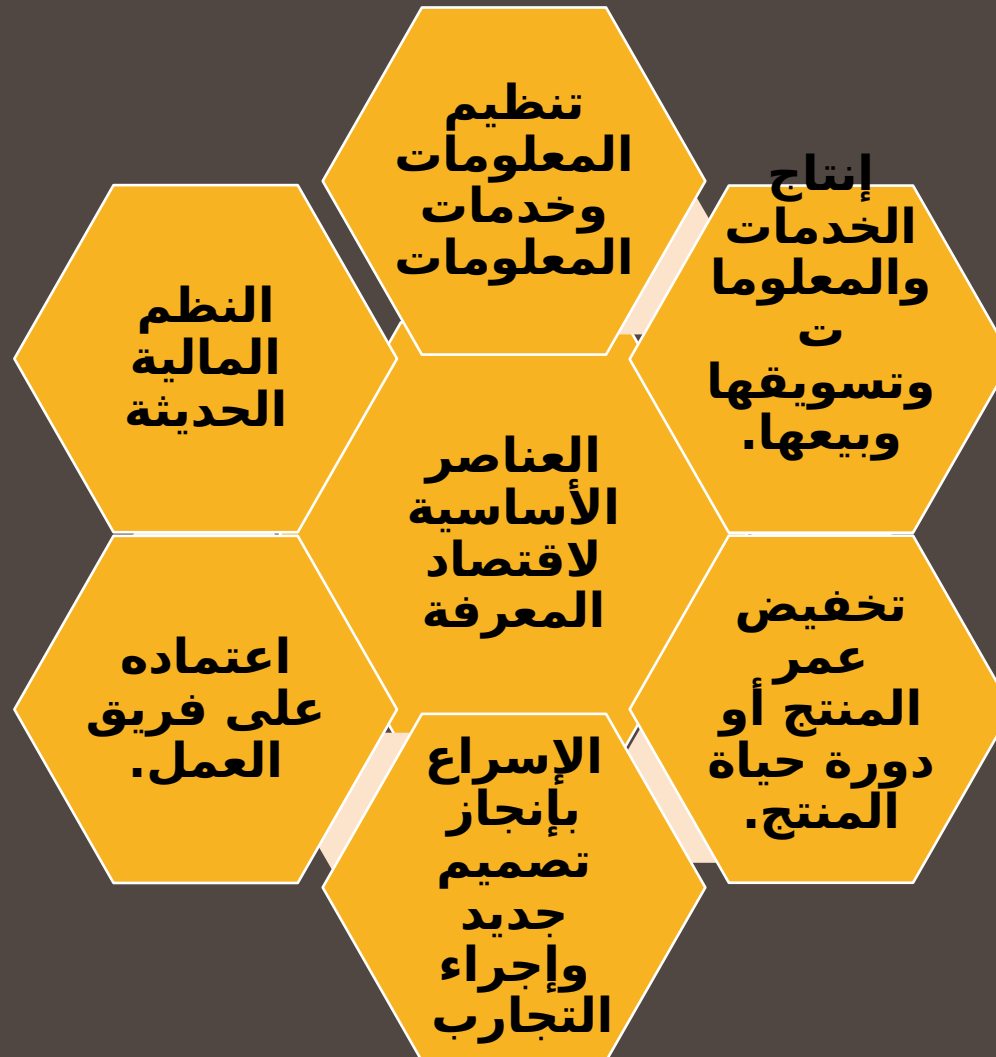 تنظيم
المعلومات
وخدمات
المعلومات
إنتاج
الخدمات
والمعلوما
ت
وتسويقها
وبيعها.
النظم
المالية
الحديثة
العناصر
الأساسية
لاقتصاد
المعرفة
تخفيض
عمر
المنتج أو
دورة حياة
المنتج.
اعتماده
على فريق
العمل.
الإسراع
بإنجاز
تصميم
جديد
وإجراء
التجارب